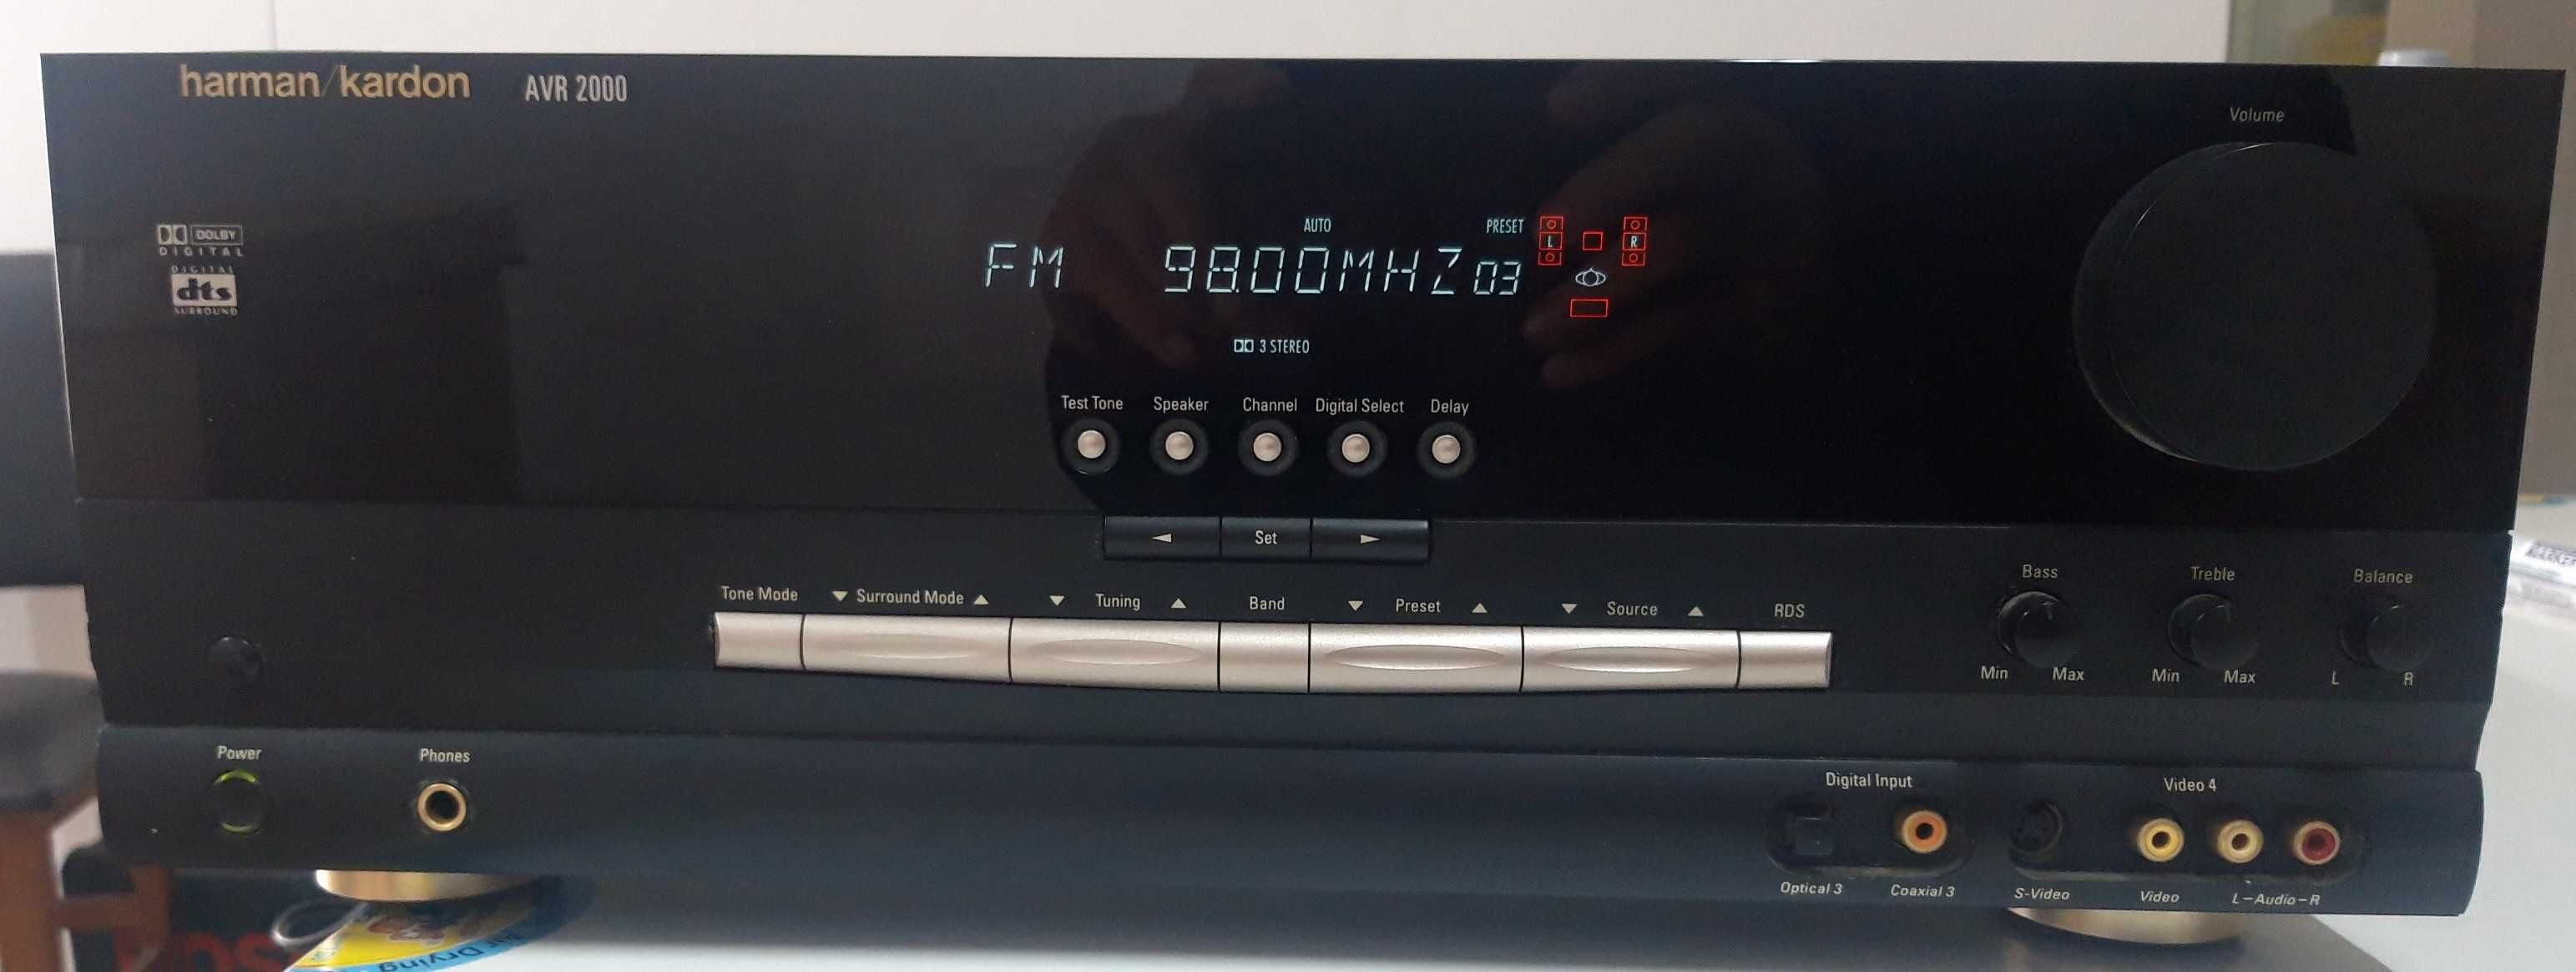 harman/kardon AVR 2000
Volume
DOLBY
DIGITAL
DIGITAL
dts
SURROUND
AUTO PRESET
FM 98.00MHZ 03
L R
3 STEREO
Test Tone Speaker Channel Digital Select Delay
◄ Set ►
Tone Mode ▼ Surround Mode ▲ ▼ Tuning ▲ Band ▼ Preset ▲ ▼ Source ▲ RDS
Bass Treble Balance
Min Max Min Max L R
Power Phones
Digital Input Video 4
Optical 3 Coaxial 3 S-Video Video L-Audio-R
Air Drying